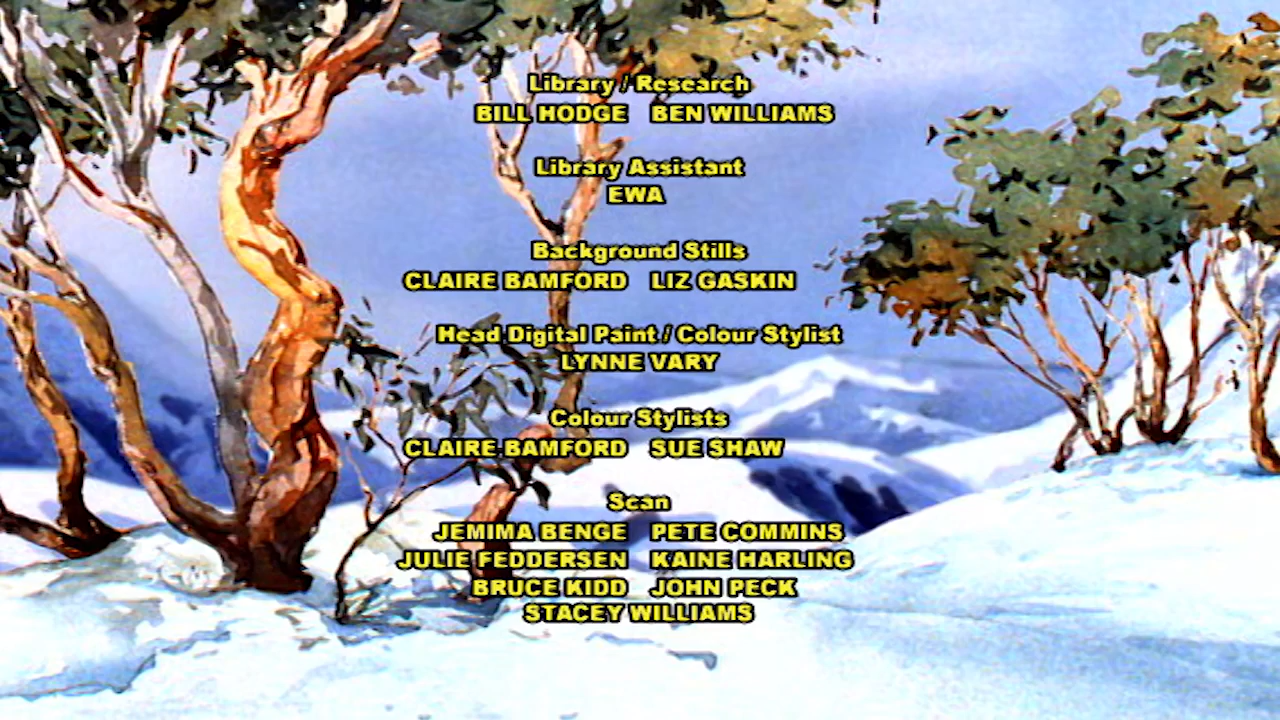 Library / Research
BILL HODGE BEN WILLIAMS
Library Assistant
EWA
Background Stills
CLAIRE BAMFORD LIZ GASKIN
Head Digital Paint / Colour Stylist
LYNNE VARY
Colour Stylists
CLAIRE BAMFORD SUE SHAW
Scan
JEMIMA BENGE PETE COMMINS
JULIE FEDDERSEN KAINE HARLING
BRUCE KIDD JOHN PECK
STACEY WILLIAMS